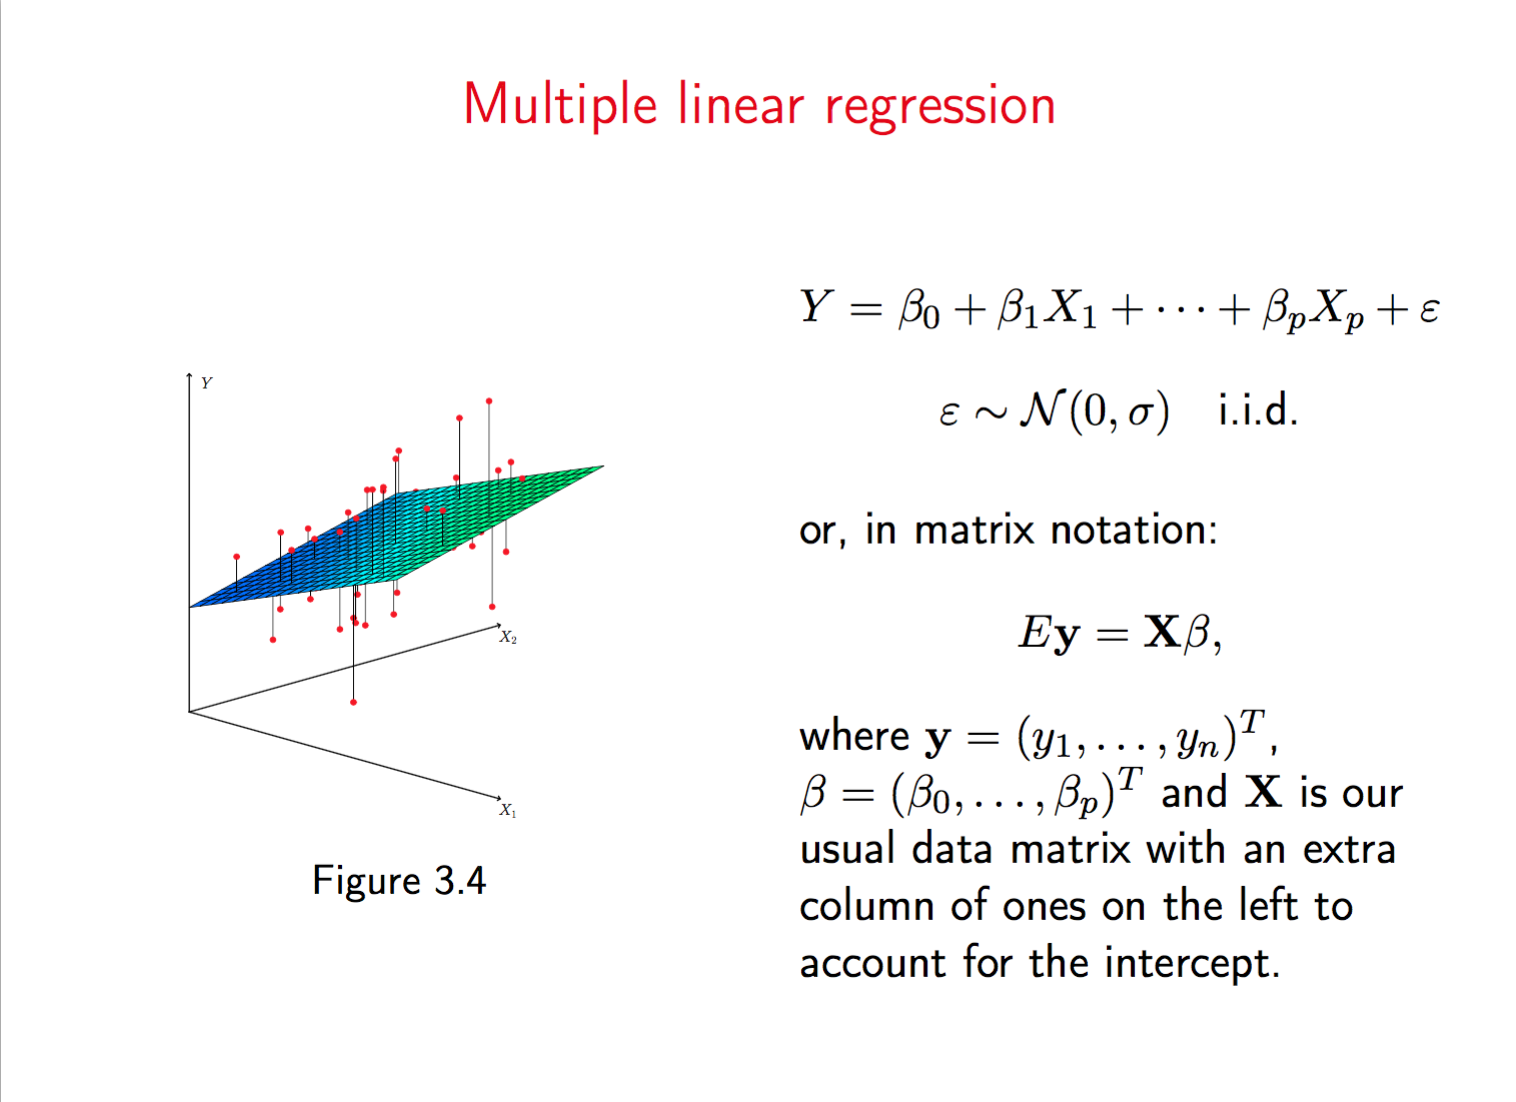 Multiple linear regression
Y
X₂
X₁
Figure 3.4
Y = β₀ + β₁X₁ + ⋯ + βₚXₚ + ε
ε ∼ 𝒩(0, σ) i.i.d.
or, in matrix notation:
E𝐲 = 𝐗β,
where 𝐲 = (y₁, . . . , yₙ)ᵀ,
β = (β₀, . . . , βₚ)ᵀ and 𝐗 is our
usual data matrix with an extra
column of ones on the left to
account for the intercept.